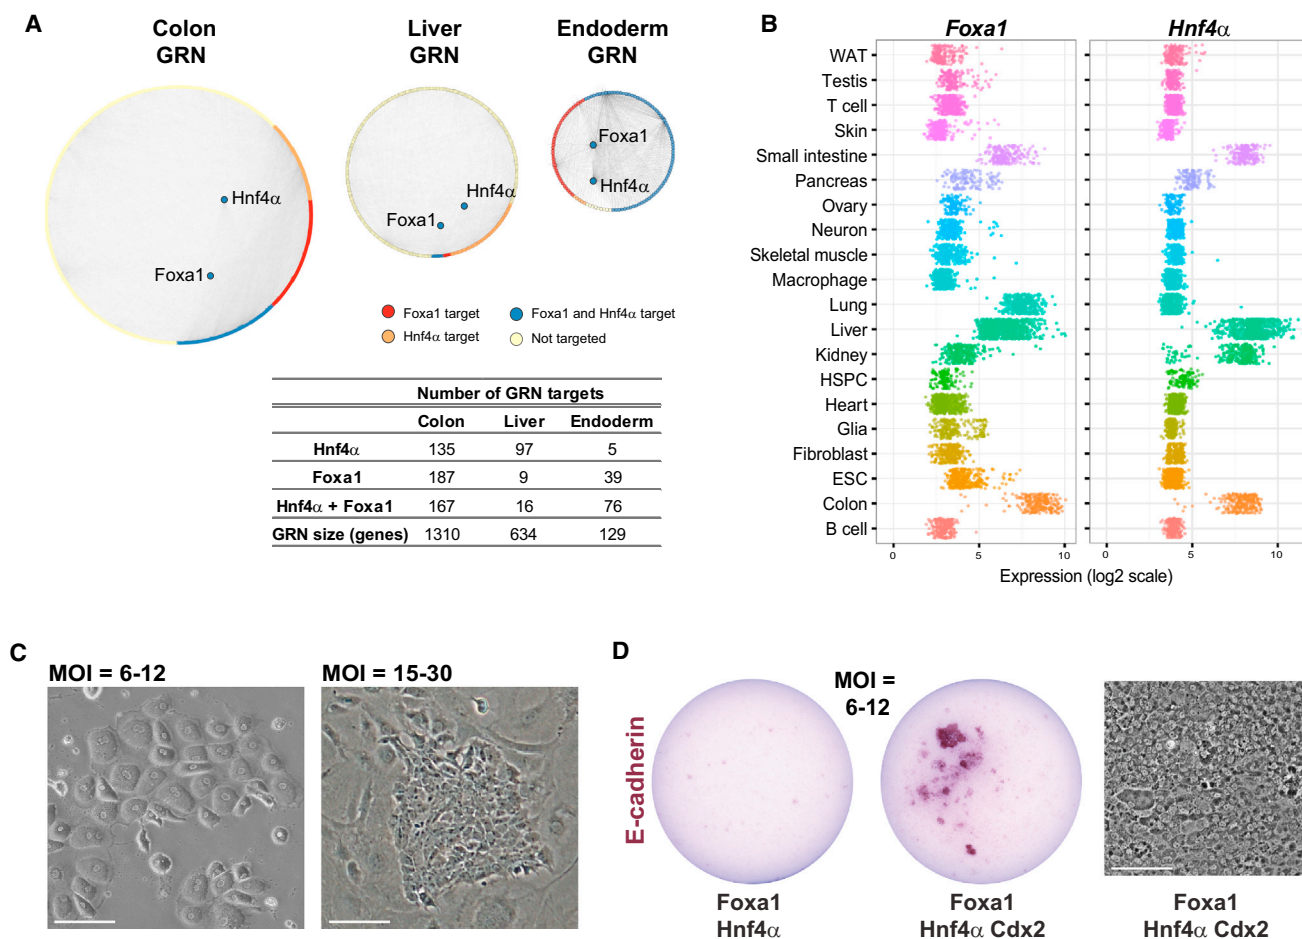 A
Colon
GRN
Liver
GRN
Endoderm
GRN
Hnf4α
Foxa1
Hnf4α
Foxa1
Foxa1
Hnf4α
Foxa1 target
Foxa1 and Hnf4α target
Hnf4α target
Not targeted
Number of GRN targets
Colon Liver Endoderm
Hnf4α 135 97 5
Foxa1 187 9 39
Hnf4α + Foxa1 167 16 76
GRN size (genes) 1310 634 129
B
Foxa1 Hnf4α
WAT
Testis
T cell
Skin
Small intestine
Pancreas
Ovary
Neuron
Skeletal muscle
Macrophage
Lung
Liver
Kidney
HSPC
Heart
Glia
Fibroblast
ESC
Colon
B cell
0 5 10 0 5 10
Expression (log2 scale)
C
MOI = 6-12
MOI = 15-30
D
E-cadherin
MOI =
6-12
Foxa1
Hnf4α
Foxa1
Hnf4α Cdx2
Foxa1
Hnf4α Cdx2